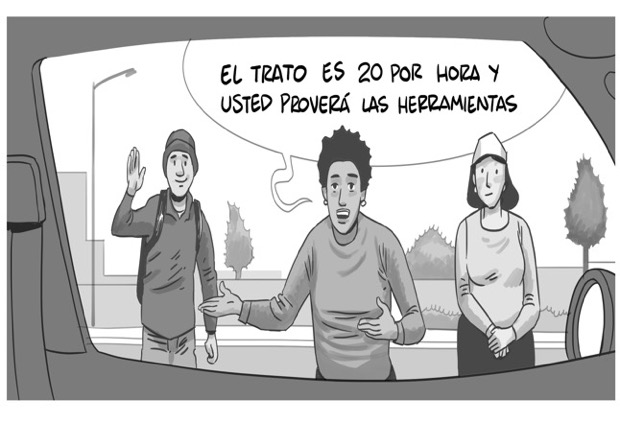 EL TRATO ES 20 POR HORA Y
USTED PROVERÁ LAS HERRAMIENTAS